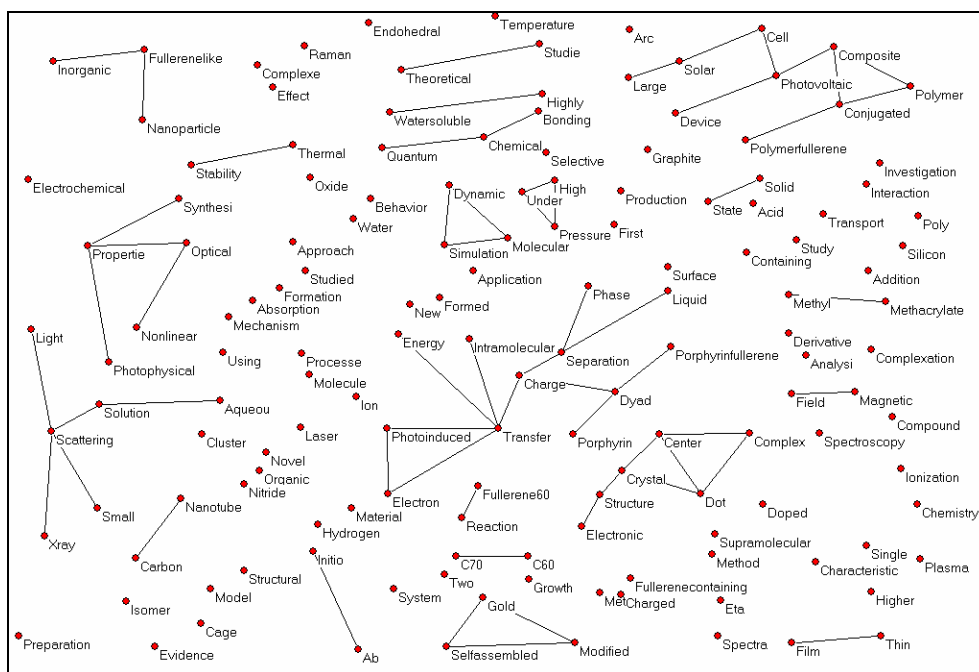 Endohedral
Temperature
Raman
Studie
Arc
Cell
Composite
Inorganic
Fullerenelike
Complexe
Effect
Theoretical
Large
Solar
Photovoltaic
Polymer
Highly
Bonding
Watersoluble
Device
Conjugated
Nanoparticle
Quantum
Chemical
Polymerfullerene
Thermal
Stability
Selective
Graphite
Investigation
Electrochemical
Oxide
Dynamic
High
Under
Production
Solid
Interaction
Synthesi
Behavior
State
Acid
Water
Pressure
First
Transport
Poly
Propertie
Optical
Approach
Simulation
Molecular
Study
Containing
Silicon
Studied
Application
Surface
Addition
Formation
Absorption
New
Formed
Phase
Liquid
Methyl
Methacrylate
Mechanism
Light
Nonlinear
Energy
Intramolecular
Derivative
Photophysical
Using
Processe
Separation
Porphyrinfullerene
Analysi
Complexation
Molecule
Charge
Dyad
Field
Magnetic
Solution
Aqueou
Ion
Compound
Scattering
Cluster
Laser
Photoinduced
Transfer
Porphyrin
Center
Complex
Spectroscopy
Novel
Organic
Nitride
Crystal
Ionization
Electron
Fullerene60
Small
Nanotube
Material
Structure
Dot
Doped
Chemistry
Hydrogen
Reaction
Electronic
Xray
Supramolecular
Carbon
Initio
C70
C60
Method
Single
Characteristic
Plasma
Structural
Two
Growth
Fullerenecontaining
Model
System
Met
Charged
Higher
Isomer
Gold
Eta
Cage
Preparation
Evidence
Ab
Selfassembled
Modified
Spectra
Film
Thin